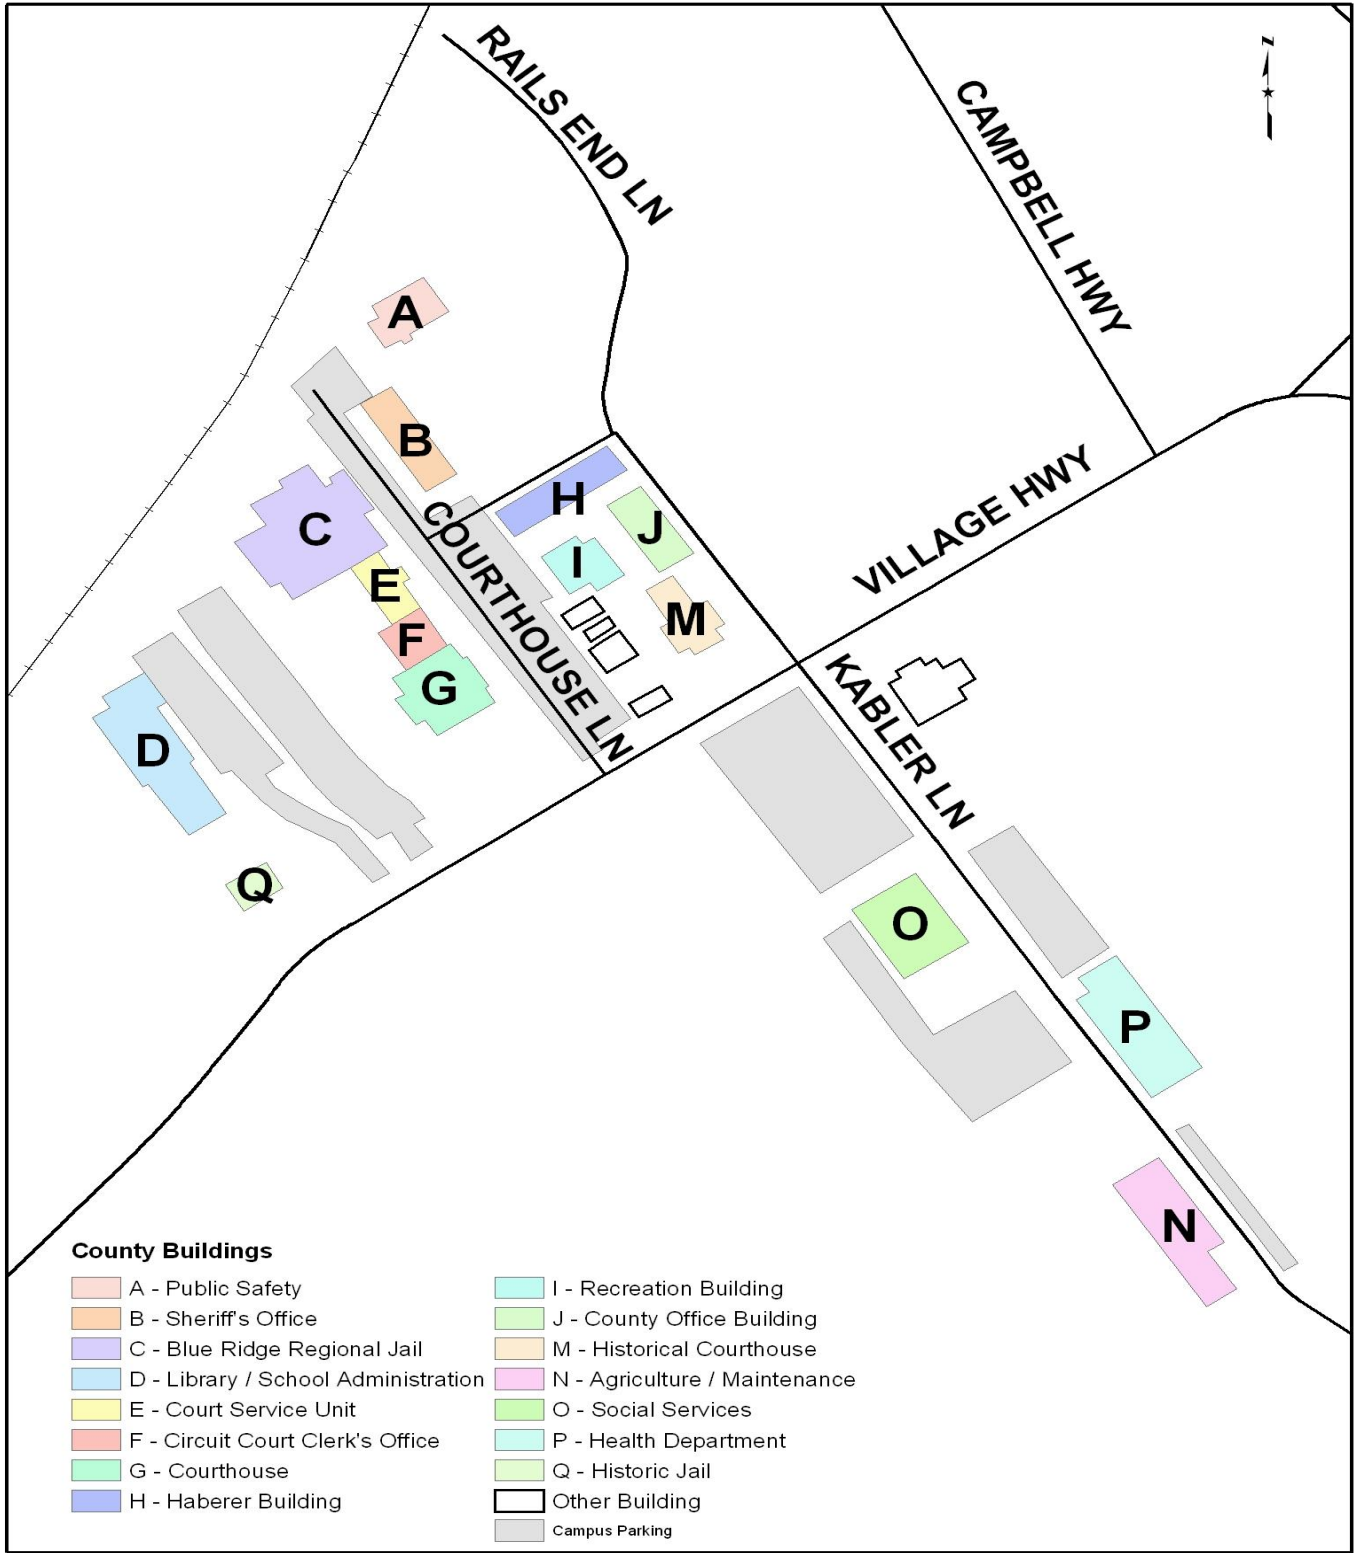 RAILS END LN
CAMPBELL HWY
N
A
B
C
COURTHOUSE LN
H
J
I
E
F
M
G
VILLAGE HWY
KABLER LN
D
Q
O
P
N
County Buildings
A - Public Safety
B - Sheriff's Office
C - Blue Ridge Regional Jail
D - Library / School Administration
E - Court Service Unit
F - Circuit Court Clerk's Office
G - Courthouse
H - Haberer Building
I - Recreation Building
J - County Office Building
M - Historical Courthouse
N - Agriculture / Maintenance
O - Social Services
P - Health Department
Q - Historic Jail
Other Building
Campus Parking